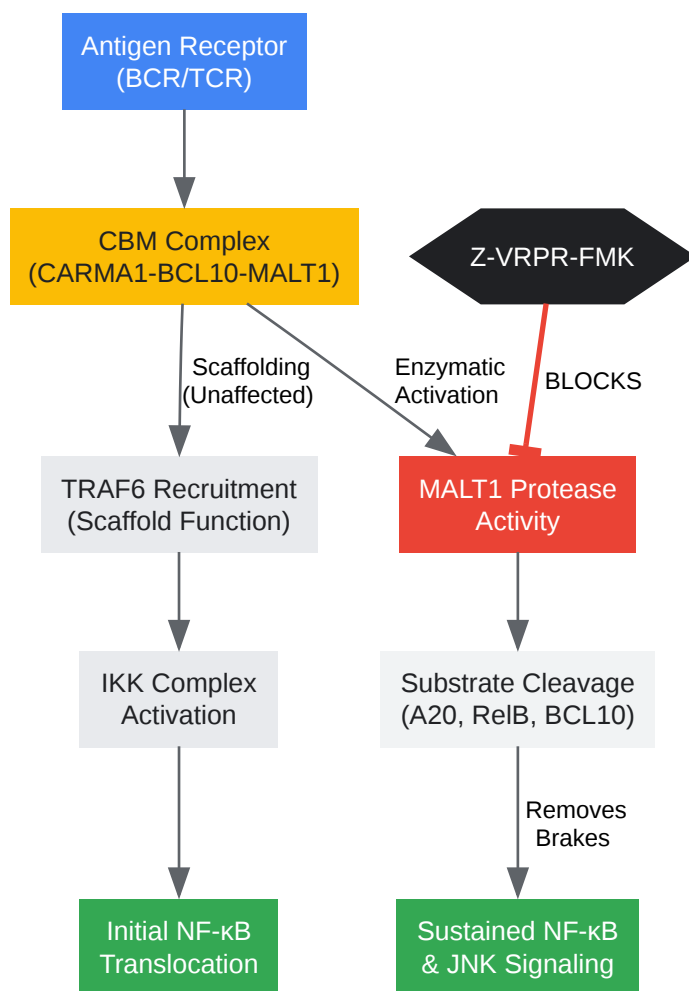 Antigen Receptor
(BCR/TCR)
CBM Complex
(CARMA1-BCL10-MALT1)
Z-VRPR-FMK
Scaffolding
(Unaffected)
Enzymatic
Activation
BLOCKS
TRAF6 Recruitment
(Scaffold Function)
MALT1 Protease
Activity
IKK Complex
Activation
Substrate Cleavage
(A20, RelB, BCL10)
Removes
Brakes
Initial NF-κB
Translocation
Sustained NF-κB
& JNK Signaling